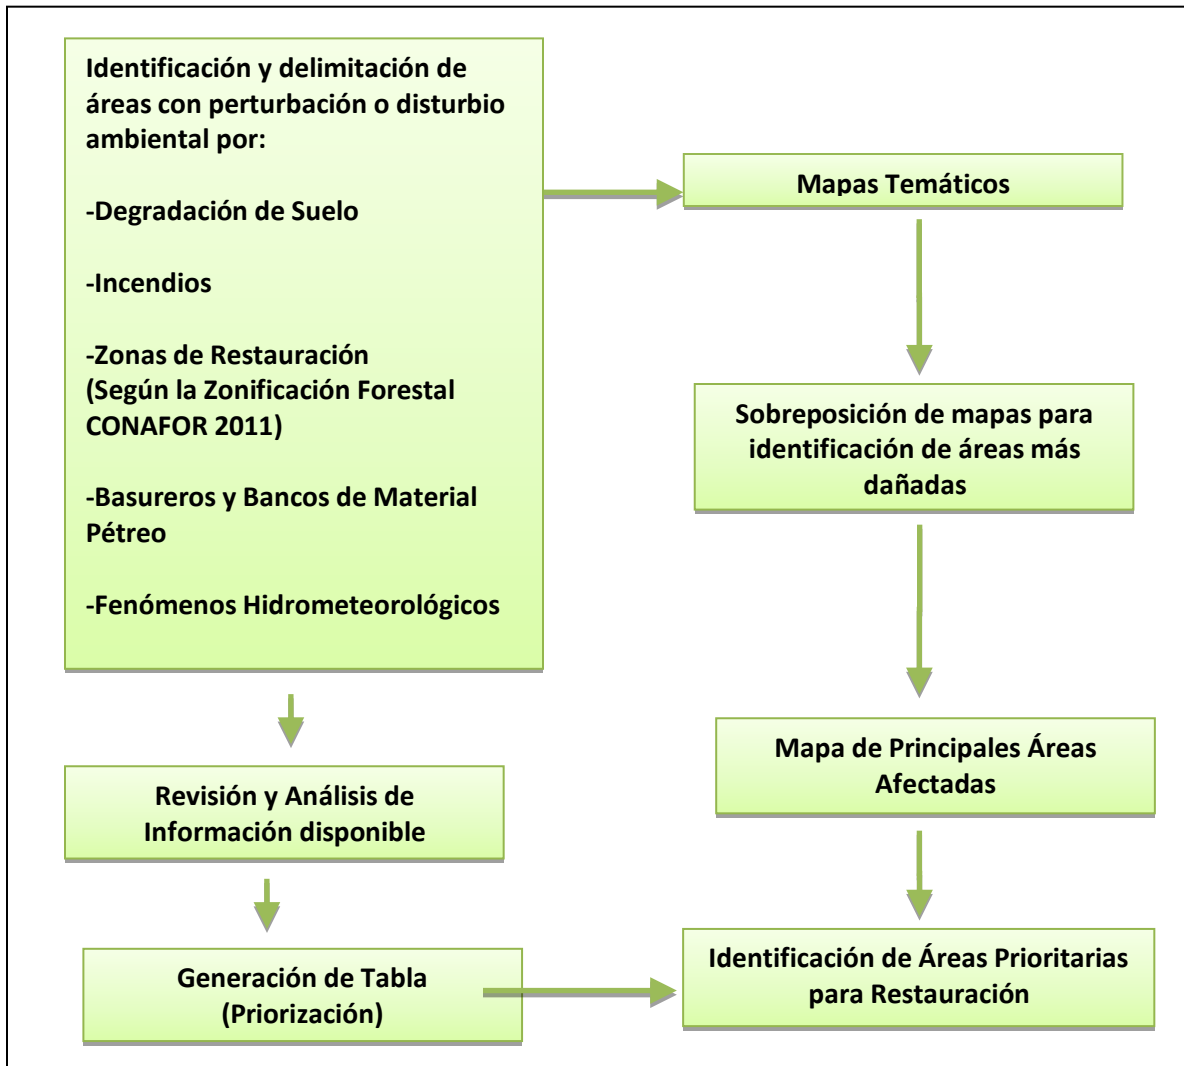 Identificación y delimitación de
áreas con perturbación o disturbio
ambiental por:
-Degradación de Suelo
-Incendios
-Zonas de Restauración
(Según la Zonificación Forestal
CONAFOR 2011)
-Basureros y Bancos de Material
Pétreo
-Fenómenos Hidrometeorológicos
Revisión y Análisis de
Información disponible
Generación de Tabla
(Priorización)
Mapas Temáticos
Sobreposición de mapas para
identificación de áreas más
dañadas
Mapa de Principales Áreas
Afectadas
Identificación de Áreas Prioritarias
para Restauración